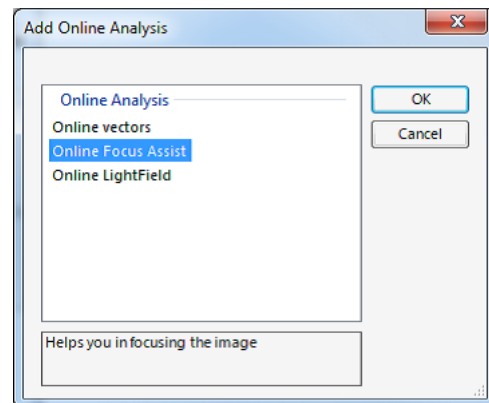 Add Online Analysis
Online Analysis
OK
Online vectors
Cancel
Online Focus Assist
Online LightField
Helps you in focusing the image